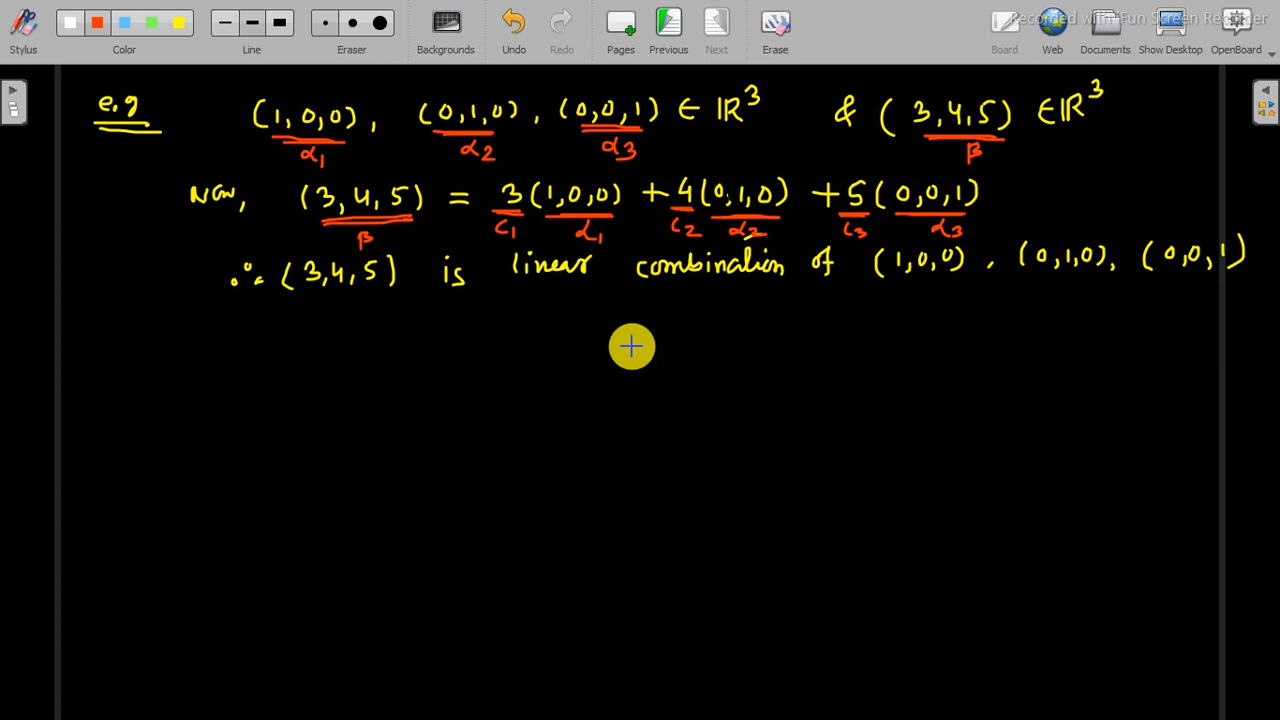 Recorded with Fun Screen Recorder
Stylus Color Line Eraser Backgrounds Undo Redo Pages Previous Next Erase Board Web Documents Show Desktop OpenBoard
e.g (1,0,0), (0,1,0), (0,0,1) ∈ ℝ³ & (3,4,5) ∈ ℝ³
α₁ α₂ α₃ β
Now, (3,4,5) = 3(1,0,0) + 4(0,1,0) + 5(0,0,1)
β c₁ α₁ c₂ α₂ c₃ α₃
∴ (3,4,5) is linear combination of (1,0,0), (0,1,0), (0,0,1)